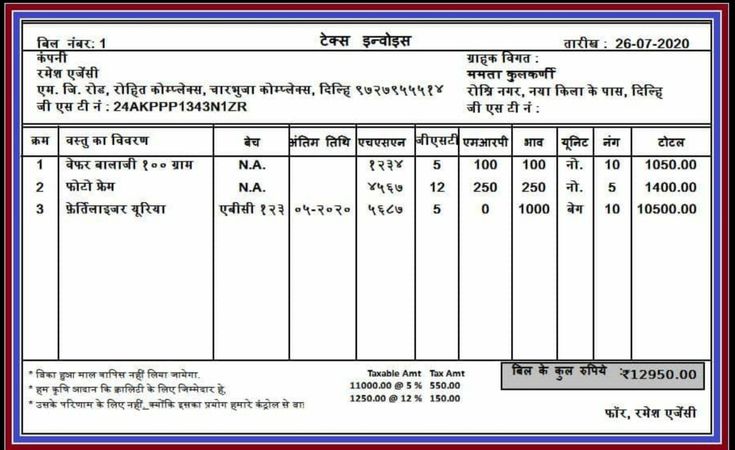 टेक्स इन्वोइस
बिल नंबर: 1 तारीख : 26-07-2020
कंपनी ग्राहक विगत :
रमेश एजेंसी ममता कुलकर्णी
एम. जि. रोड, रोहित कोम्प्लेक्स, चारभुजा कोम्प्लेक्स, दिल्हि ९७२७९५५५१४ रोश्नि नगर, नया किला के पास, दिल्हि
जी एस टी नं : 24AKPPP1343N1ZR जी एस टी नं :
क्रम वस्तु का विवरण बेच अंतिम तिथि एचएसएन जीएसटी एमआरपी भाव यूनिट नंग टोटल
1 वेफर बालाजी १०० ग्राम N.A. १२३४ 5 100 100 नो. 10 1050.00
2 फोटो फ्रेम N.A. ४५६७ 12 250 250 नो. 5 1400.00
3 फ़ेर्तिलाइजर यूरिया एबीसी १२३ ०५-२०२० ५६८७ 5 0 1000 बेग 10 10500.00
* विका हुआ माल वापिस नहीं लिया जायेगा. Taxable Amt Tax Amt बिल के कुल रुपिये :₹12950.00
* हम कृषि आदान कि क्वालिटी के लिए जिम्मेदार हे, 11000.00 @ 5 % 550.00
* उसके परिणाम के लिए नहीं, क्योंकि इसका प्रयोग हमारे कंट्रोल से बा 1250.00 @ 12 % 150.00
फॉर, रमेश एजेंसी